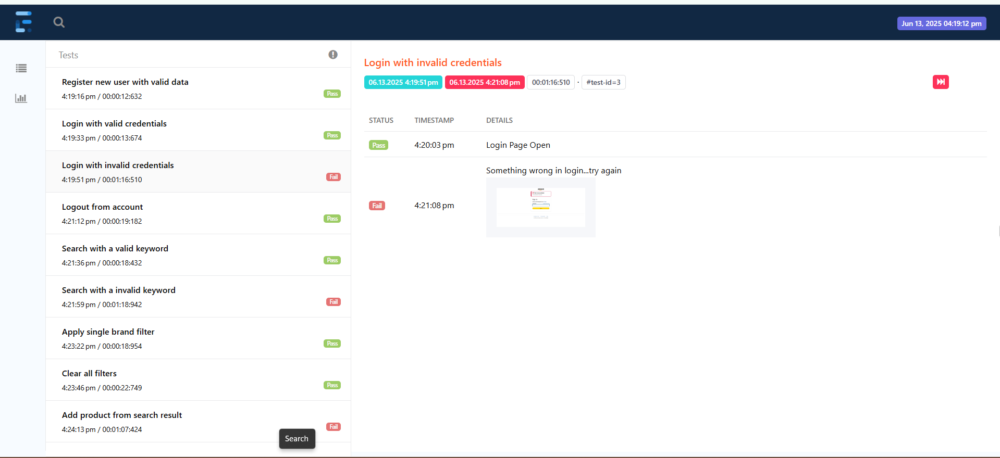 Jun 13, 2025 04:19:12 pm
Tests
Register new user with valid data
4:19:16 pm / 00:00:12:632
Pass
Login with valid credentials
4:19:33 pm / 00:00:13:674
Pass
Login with invalid credentials
4:19:51 pm / 00:01:16:510
Fail
Logout from account
4:21:12 pm / 00:00:19:182
Pass
Search with a valid keyword
4:21:36 pm / 00:00:18:432
Pass
Search with a invalid keyword
4:21:59 pm / 00:01:18:942
Fail
Apply single brand filter
4:23:22 pm / 00:00:18:954
Pass
Clear all filters
4:23:46 pm / 00:00:22:749
Pass
Add product from search result
4:24:13 pm / 00:01:07:424
Fail
Search
Login with invalid credentials
06.13.2025 4:19:51 pm 06.13.2025 4:21:08 pm 00:01:16:510 · #test-id=3
STATUS TIMESTAMP DETAILS
Pass 4:20:03 pm Login Page Open
Something wrong in login...try again
Fail 4:21:08 pm